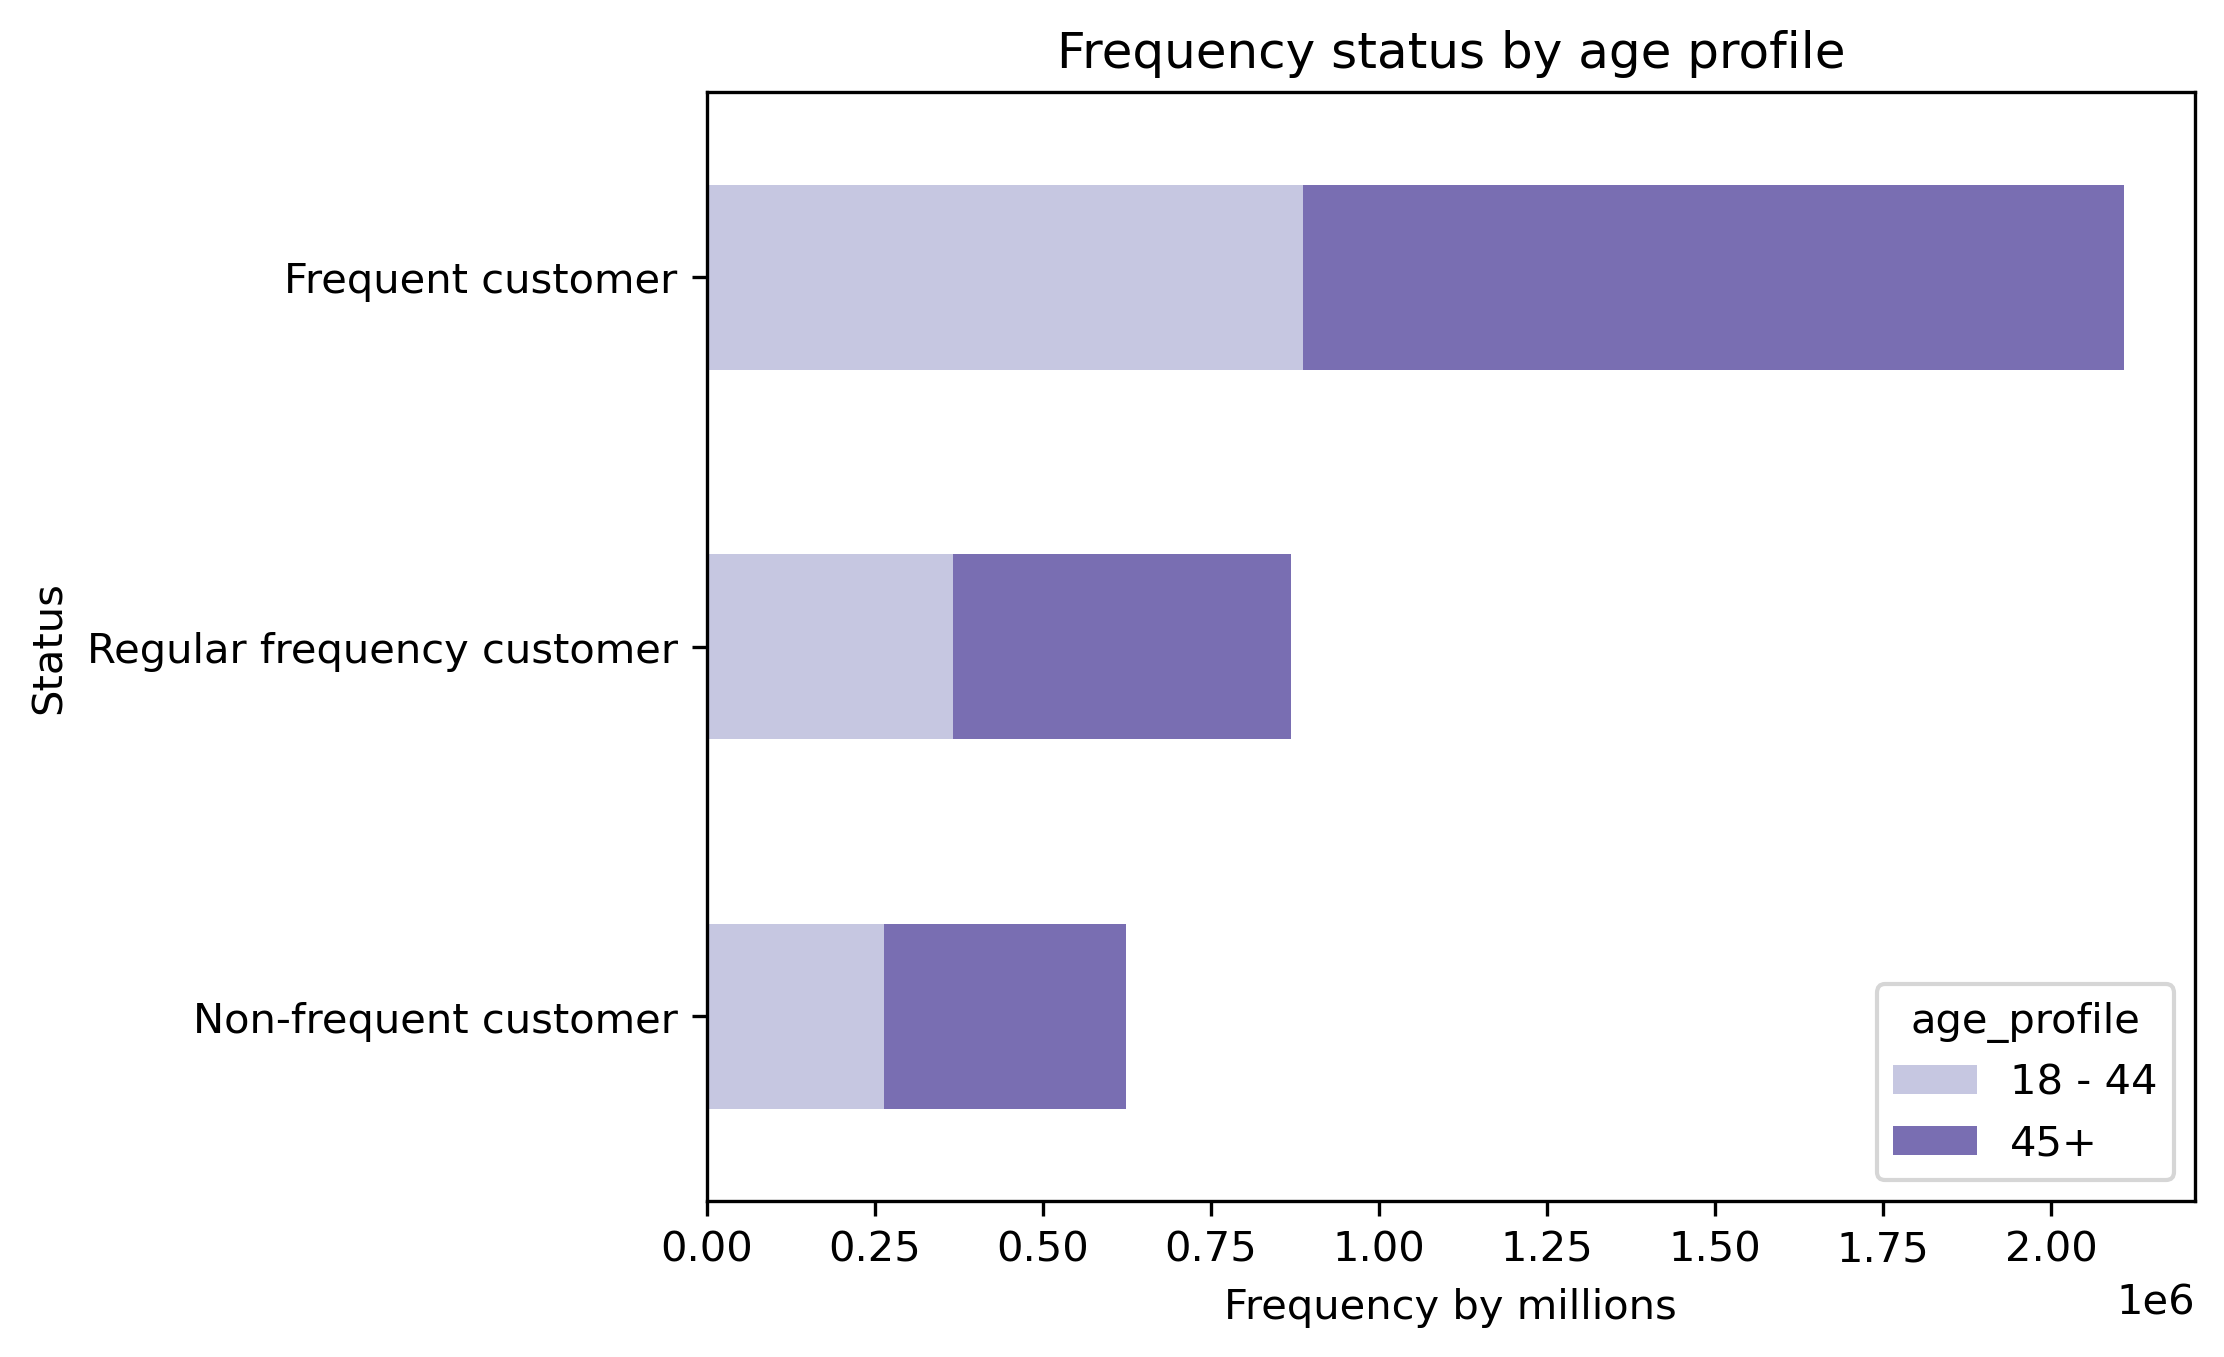 Frequency status by age profile
Status
Frequent customer
Regular frequency customer
Non-frequent customer
age_profile
18 - 44
45+
0.00 0.25 0.50 0.75 1.00 1.25 1.50 1.75 2.00
1e6
Frequency by millions